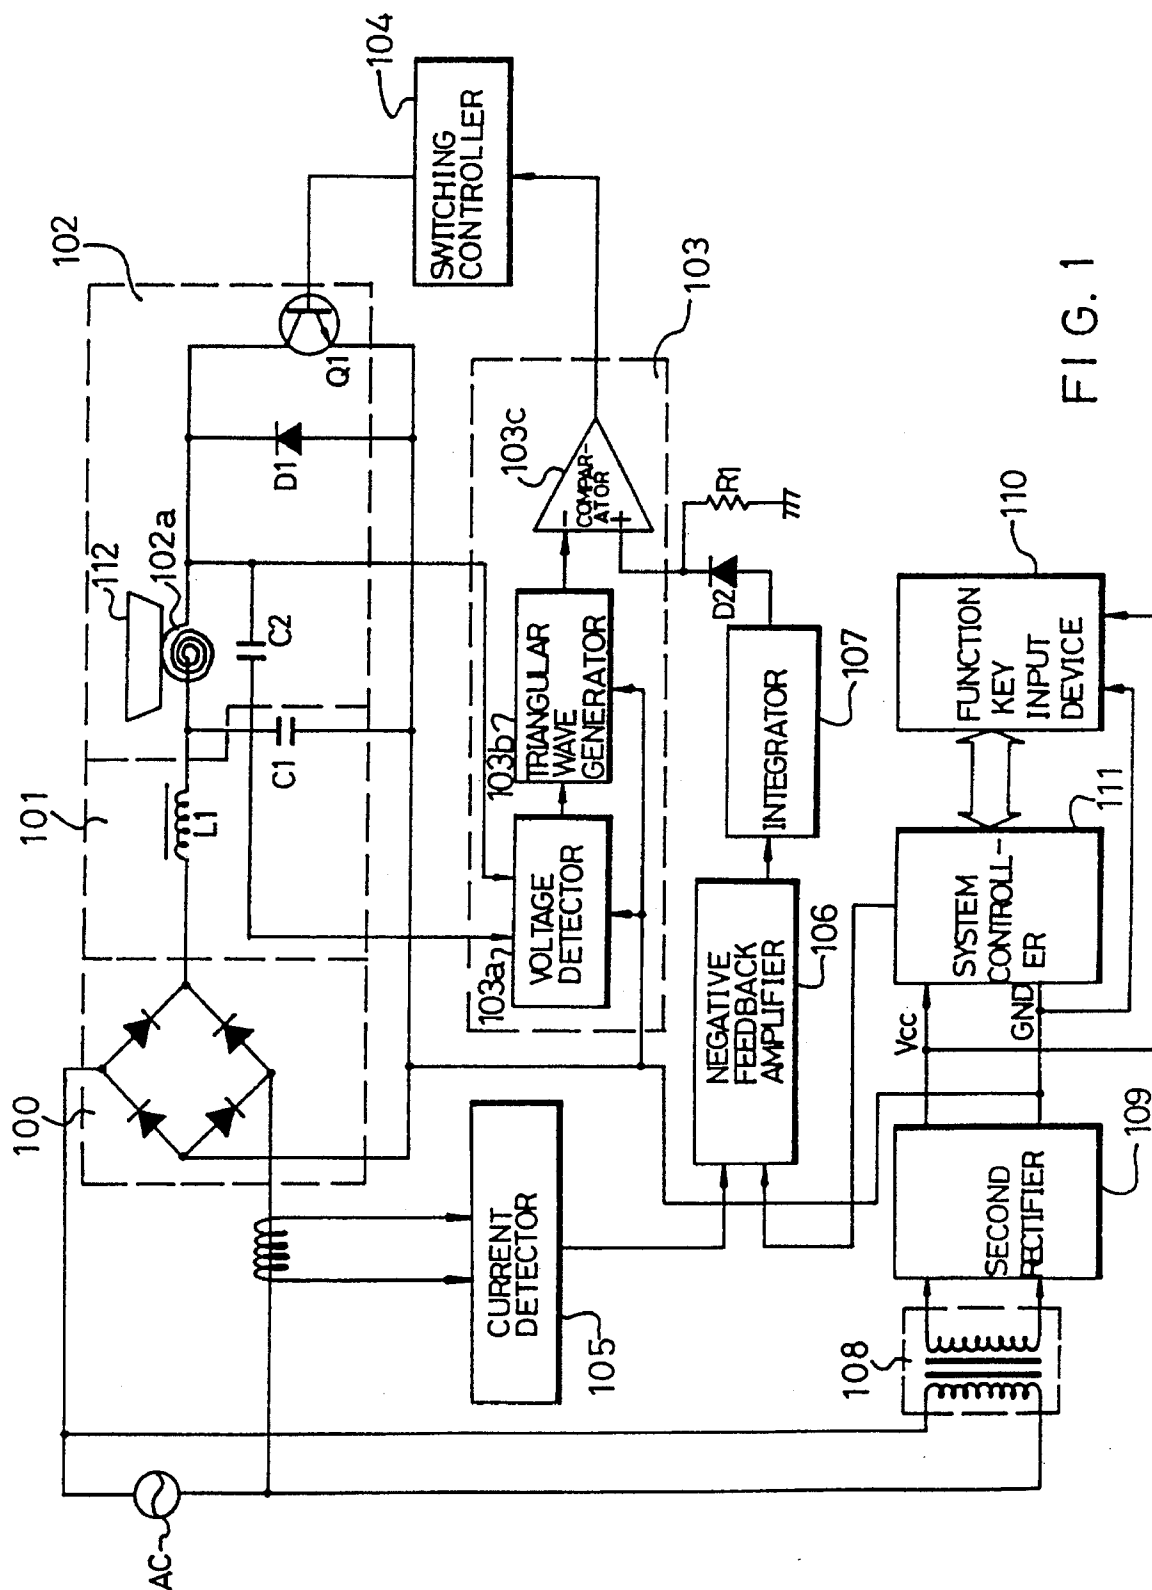 100
101
102
L1
C1
C2
112
102a
D1
Q1
104
SWITCHING
CONTROLLER
AC
CURRENT
DETECTOR
105
103a
VOLTAGE
DETECTOR
103b
TRIANGULAR
WAVE
GENERATOR
103c
COMPAR-
ATOR
-
+
103
NEGATIVE
FEEDBACK
AMPLIFIER
106
INTEGRATOR
107
D2
R1
108
SECOND
RECTIFIER
109
Vcc
GND
SYSTEM
CONTROLL-
ER
111
FUNCTION
KEY
INPUT
DEVICE
110
FIG. 1